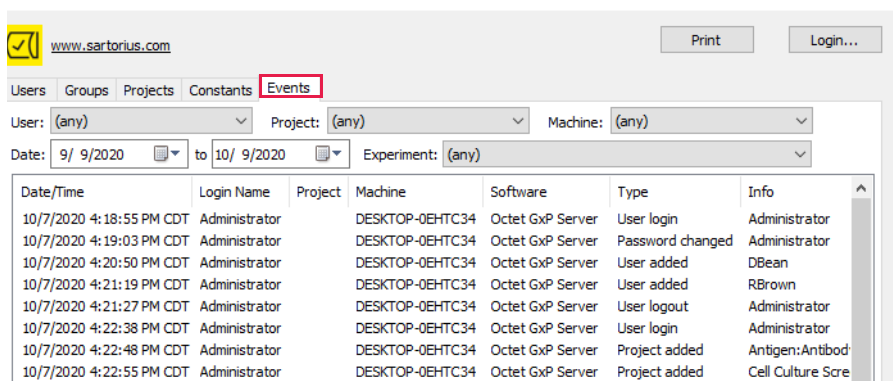 www.sartorius.com Print Login...
Users Groups Projects Constants Events
User: (any) Project: (any) Machine: (any)
Date: 9/ 9/2020 to 10/ 9/2020 Experiment: (any)
Date/Time Login Name Project Machine Software Type Info
10/7/2020 4:18:55 PM CDT Administrator DESKTOP-0EHTC34 Octet GxP Server User login Administrator
10/7/2020 4:19:03 PM CDT Administrator DESKTOP-0EHTC34 Octet GxP Server Password changed Administrator
10/7/2020 4:20:50 PM CDT Administrator DESKTOP-0EHTC34 Octet GxP Server User added DBean
10/7/2020 4:21:19 PM CDT Administrator DESKTOP-0EHTC34 Octet GxP Server User added RBrown
10/7/2020 4:21:27 PM CDT Administrator DESKTOP-0EHTC34 Octet GxP Server User logout Administrator
10/7/2020 4:22:38 PM CDT Administrator DESKTOP-0EHTC34 Octet GxP Server User login Administrator
10/7/2020 4:22:48 PM CDT Administrator DESKTOP-0EHTC34 Octet GxP Server Project added Antigen:Antibod
10/7/2020 4:22:55 PM CDT Administrator DESKTOP-0EHTC34 Octet GxP Server Project added Cell Culture Scre